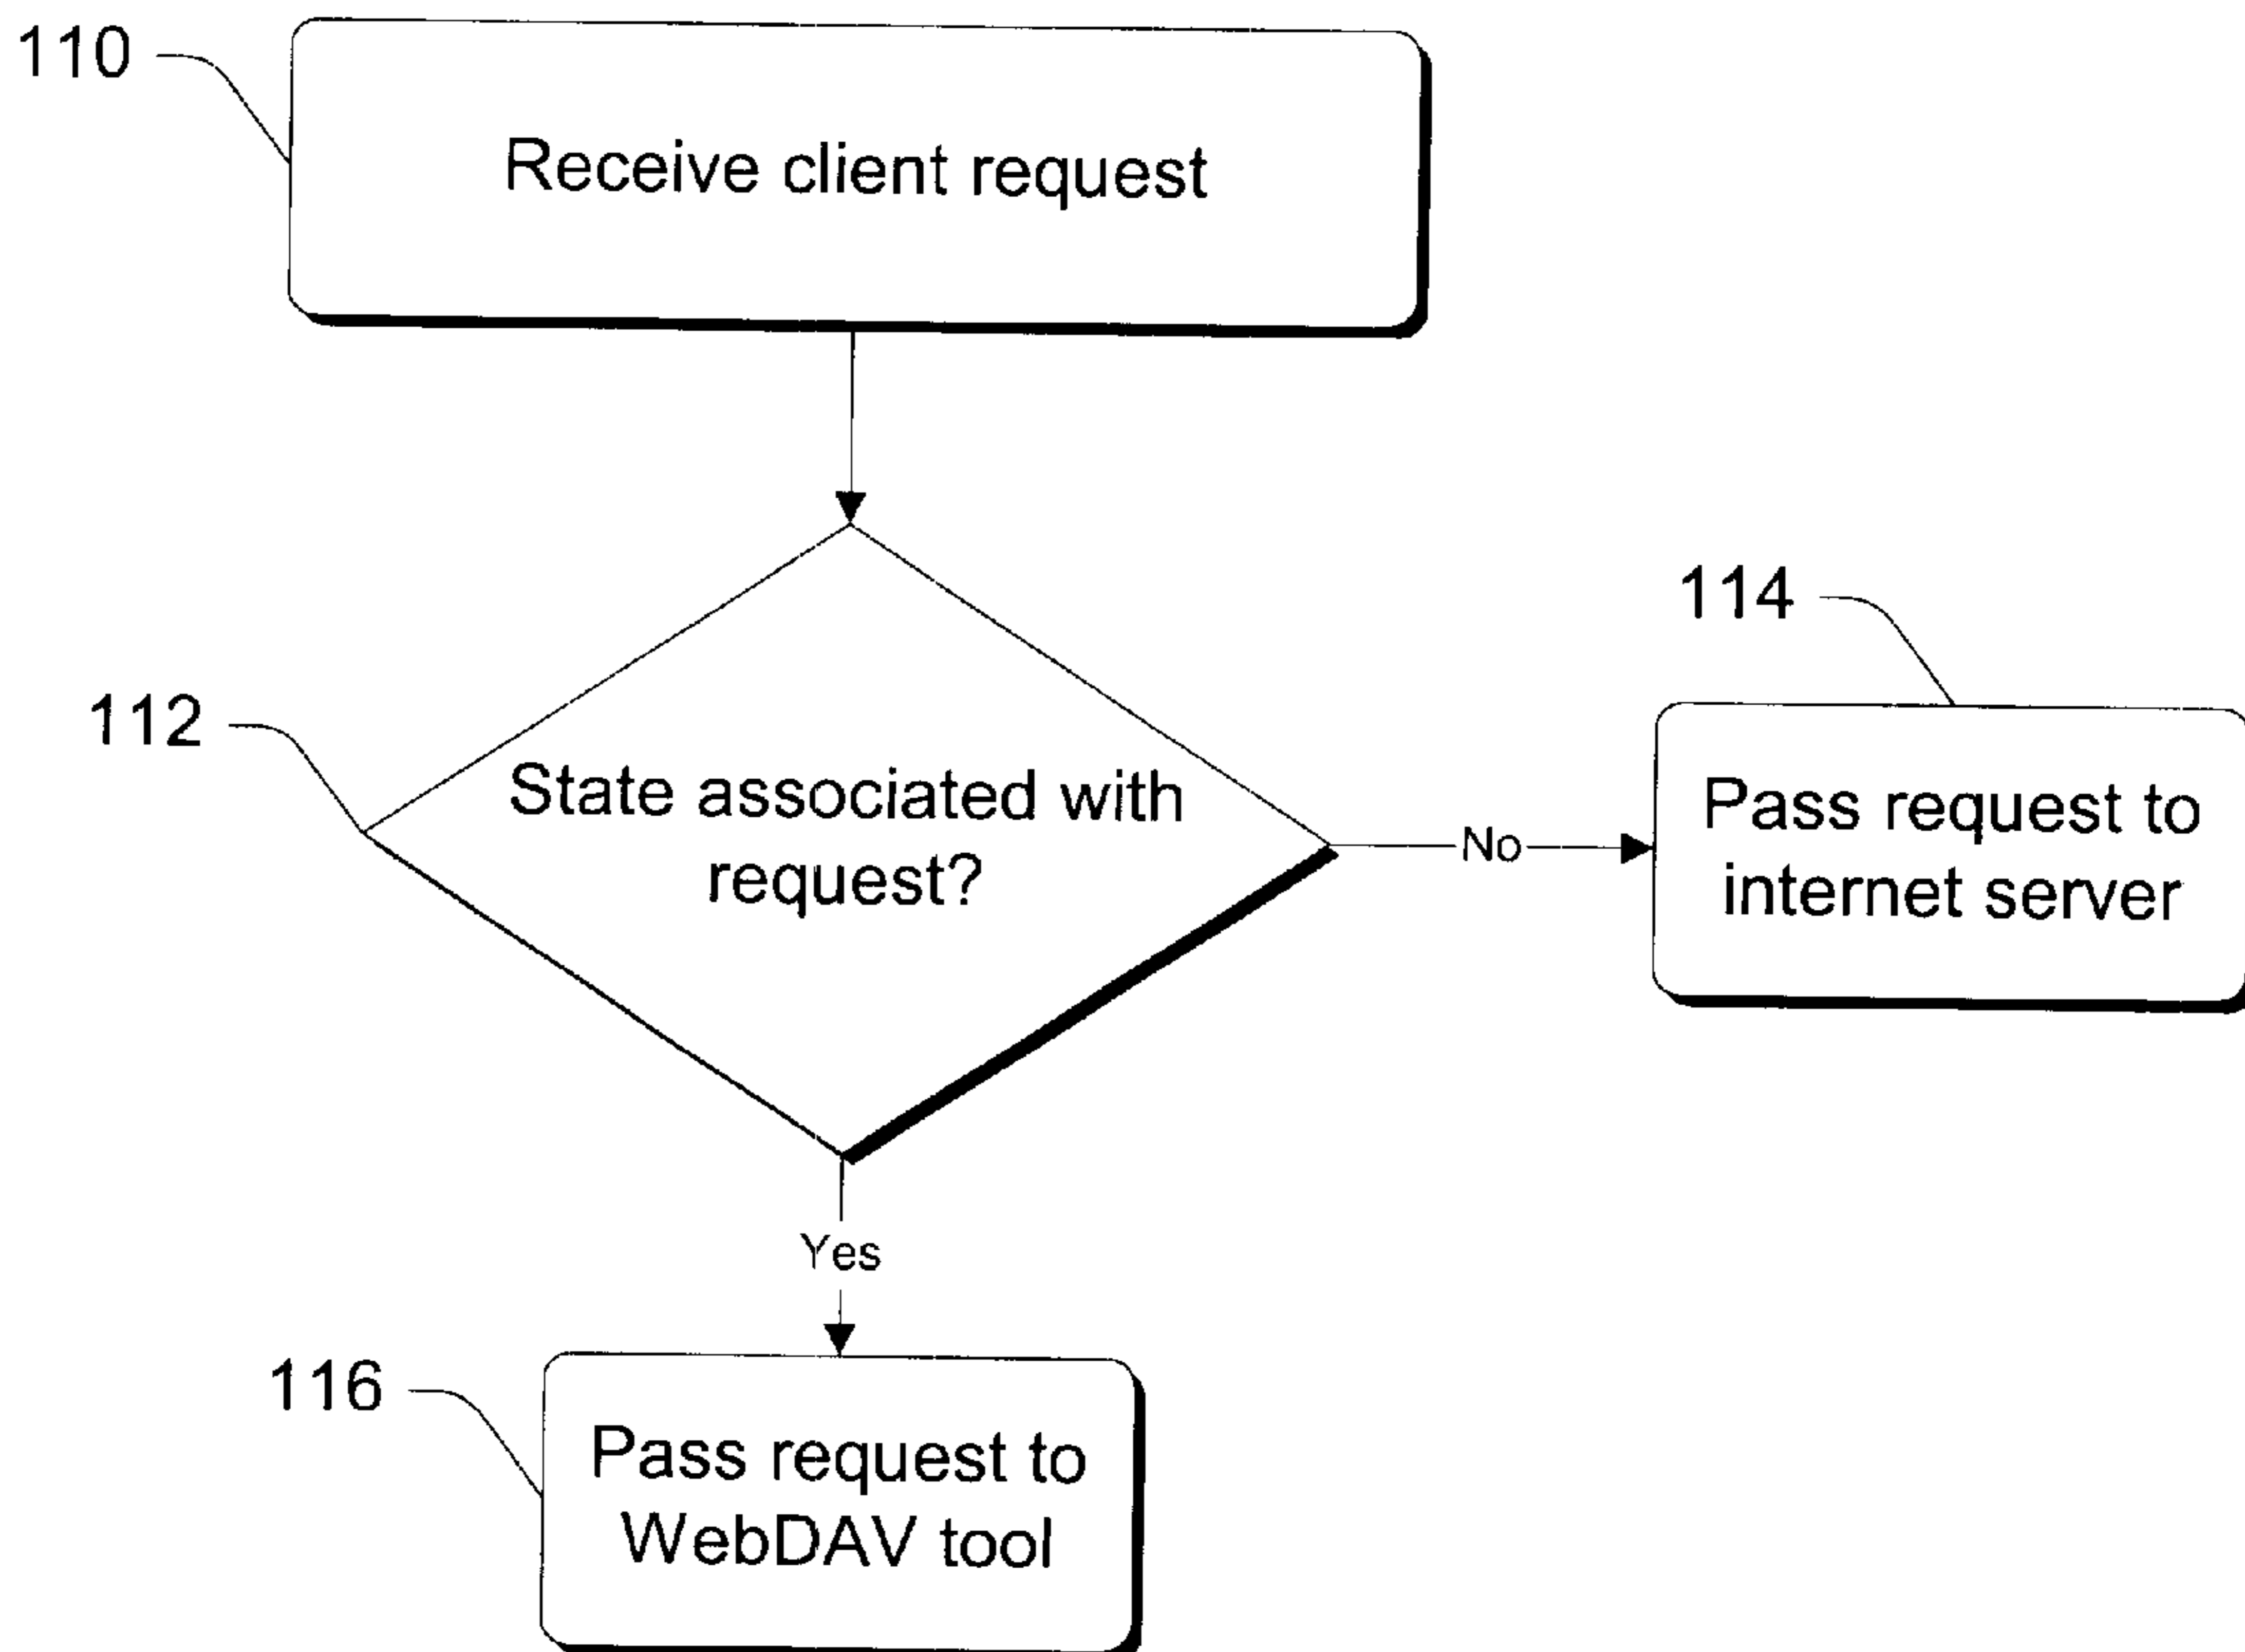 110
Receive client request
112
State associated with
request?
No
114
Pass request to
internet server
Yes
116
Pass request to
WebDAV tool